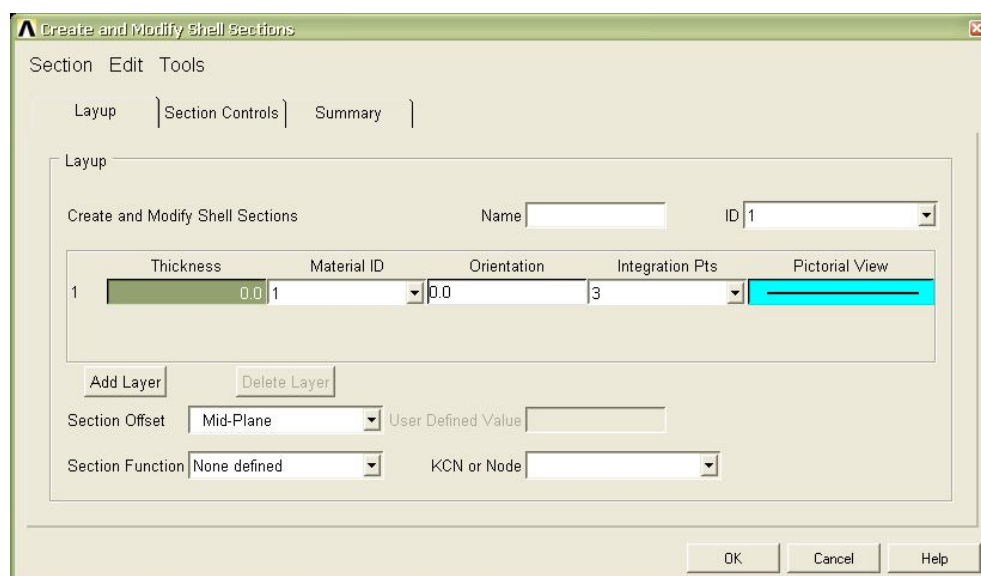 Create and Modify Shell Sections
Section Edit Tools
Layup Section Controls Summary
Layup
Create and Modify Shell Sections Name ID 1
Thickness Material ID Orientation Integration Pts Pictorial View
1 0.0 1 0.0 3
Add Layer Delete Layer
Section Offset Mid-Plane User Defined Value
Section Function None defined KCN or Node
OK Cancel Help